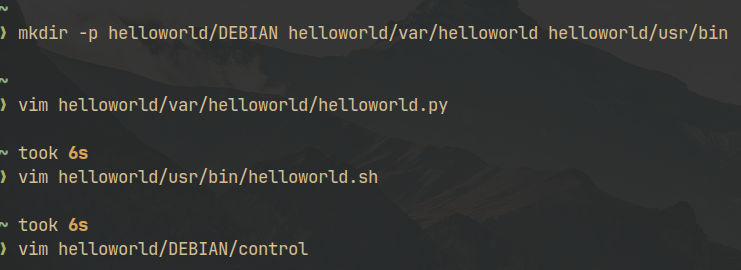 ~
❯ mkdir -p helloworld/DEBIAN helloworld/var/helloworld helloworld/usr/bin
~
❯ vim helloworld/var/helloworld/helloworld.py
~ took 6s
❯ vim helloworld/usr/bin/helloworld.sh
~ took 6s
❯ vim helloworld/DEBIAN/control